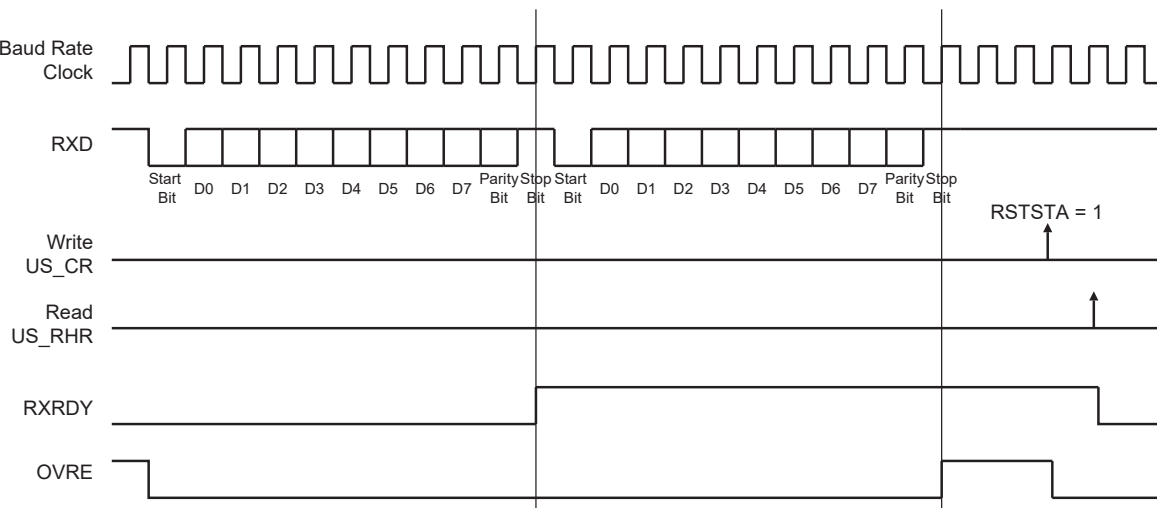 Baud Rate
Clock
RXD
Start
Bit
D0 D1 D2 D3 D4 D5 D6 D7
Parity
Bit
Stop
Bit
Start
Bit
D0 D1 D2 D3 D4 D5 D6 D7
Parity
Bit
Stop
Bit
RSTSTA = 1
Write
US_CR
Read
US_RHR
RXRDY
OVRE